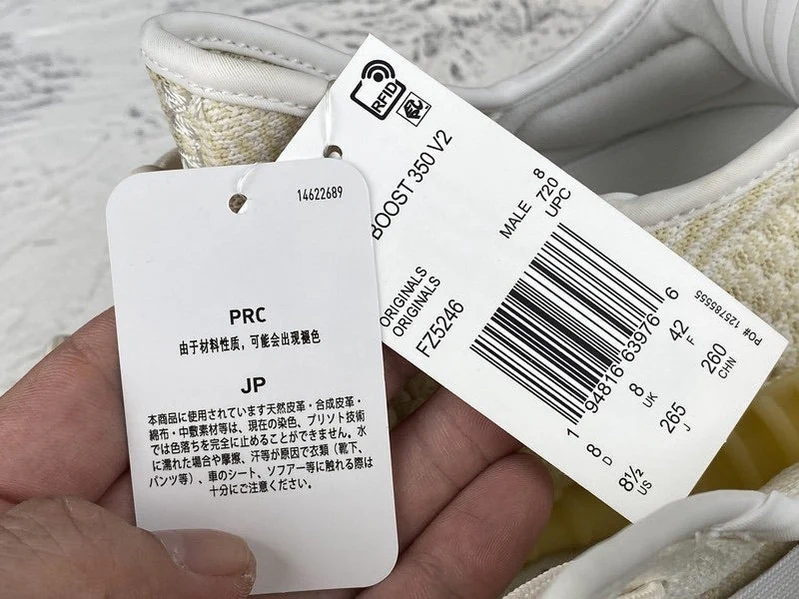 14622689
PRC
由于材料性质，可能会出现褪色
JP
本商品に使用されています天然皮革・合成皮革・
綿布・中敷素材等は、現在の染色、プリント技術
では色落ちを完全に止めることができません。水
に濡れた場合や摩擦、汗等が原因で衣類（靴下、
パンツ等）、車のシート、ソファー等に触れる際は
十分にご注意ください。
RFID
BOOST 350 V2
MALE 8
720
UPC
ORIGINALS
ORIGINALS
FZ5246
1 94816 63976 6
8 D
8 UK
42 F
8½ US
265 J
260 CHN
PO# 125785555